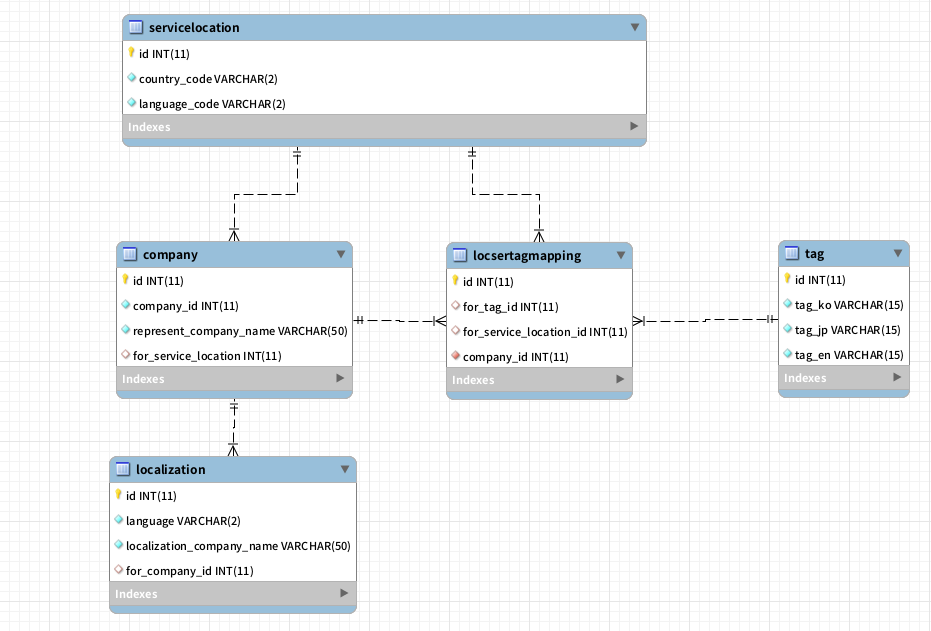 servicelocation
id INT(11)
country_code VARCHAR(2)
language_code VARCHAR(2)
Indexes
company
id INT(11)
company_id INT(11)
represent_company_name VARCHAR(50)
for_service_location INT(11)
Indexes
locsertagmapping
id INT(11)
for_tag_id INT(11)
for_service_location_id INT(11)
company_id INT(11)
Indexes
tag
id INT(11)
tag_ko VARCHAR(15)
tag_jp VARCHAR(15)
tag_en VARCHAR(15)
Indexes
localization
id INT(11)
language VARCHAR(2)
localization_company_name VARCHAR(50)
for_company_id INT(11)
Indexes